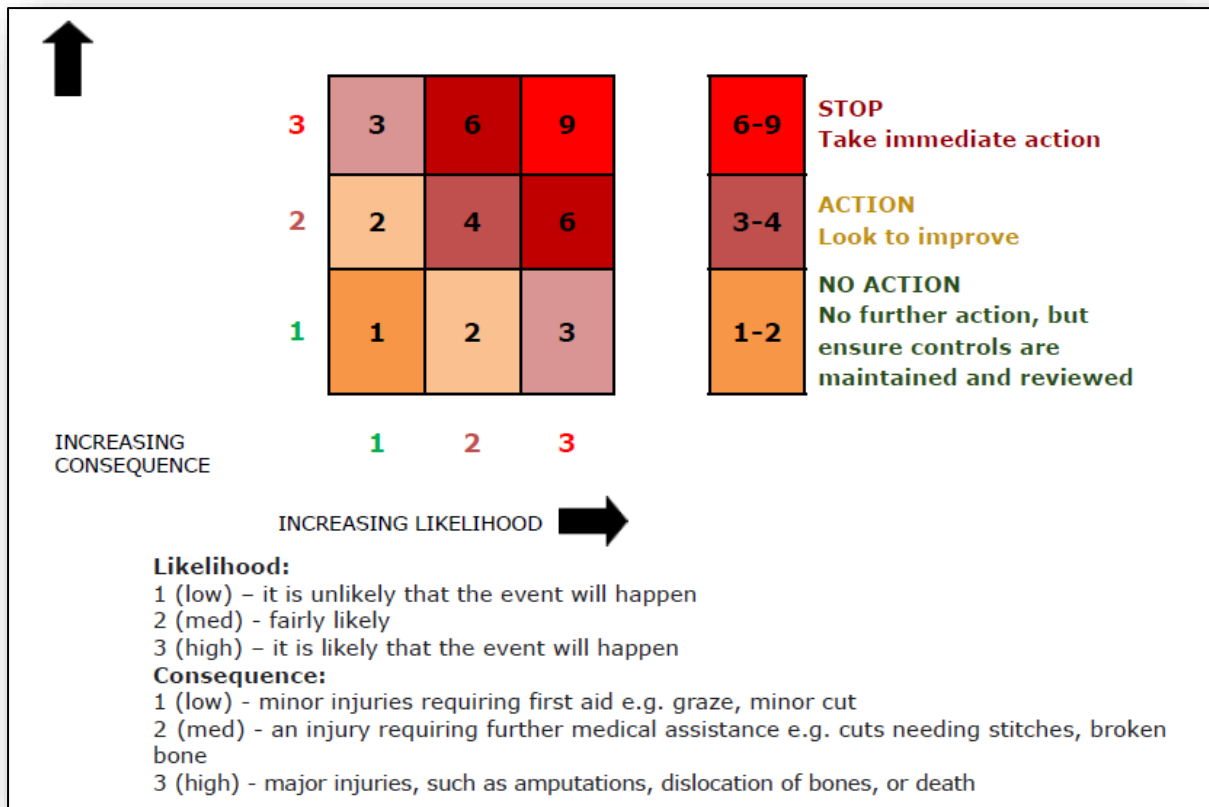 3 3 6 9 6-9 STOP
Take immediate action
2 2 4 6 3-4 ACTION
Look to improve
NO ACTION
1 1 2 3 1-2 No further action, but
ensure controls are
maintained and reviewed
INCREASING 1 2 3
CONSEQUENCE
INCREASING LIKELIHOOD
Likelihood:
1 (low) – it is unlikely that the event will happen
2 (med) - fairly likely
3 (high) – it is likely that the event will happen
Consequence:
1 (low) - minor injuries requiring first aid e.g. graze, minor cut
2 (med) - an injury requiring further medical assistance e.g. cuts needing stitches, broken
bone
3 (high) - major injuries, such as amputations, dislocation of bones, or death